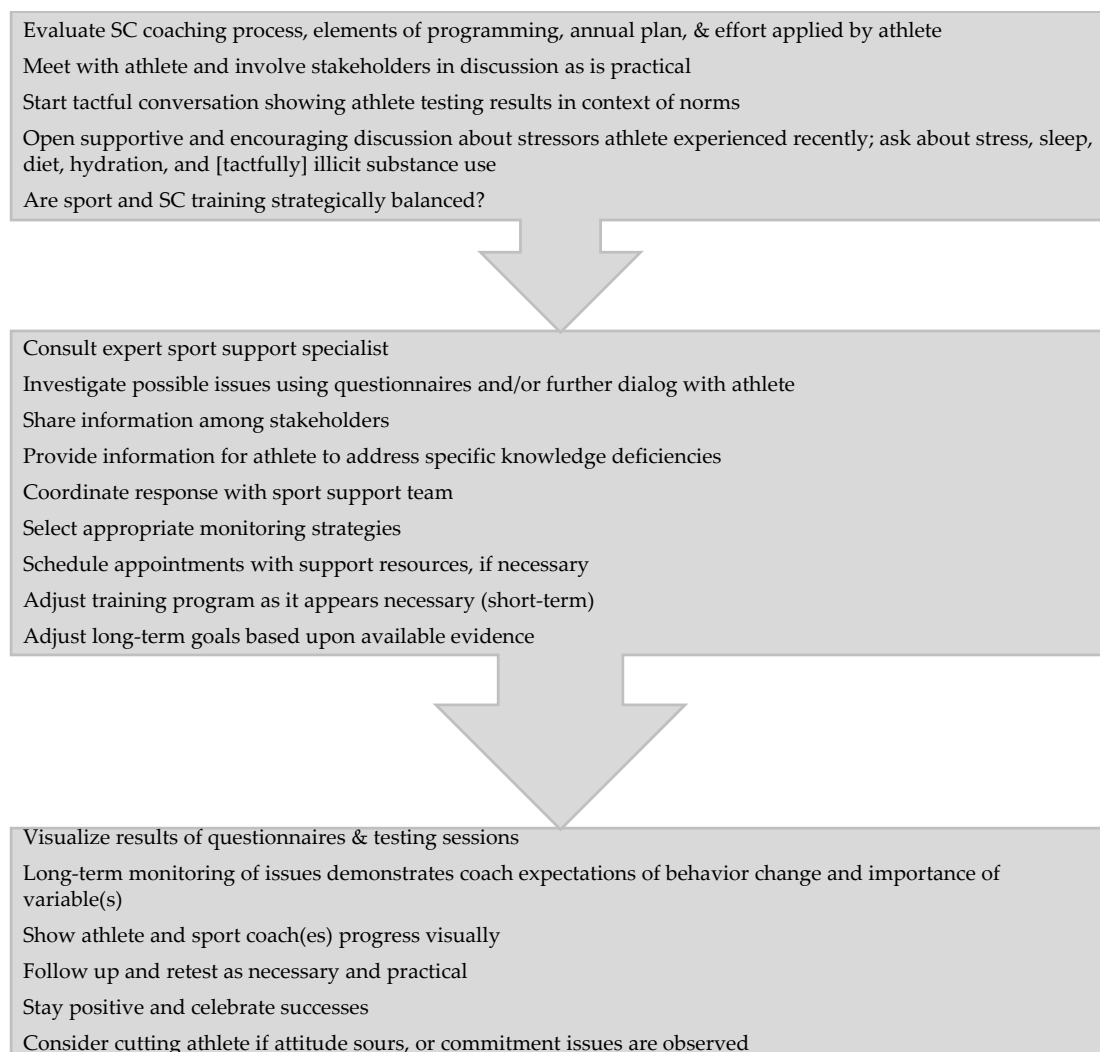 Evaluate SC coaching process, elements of programming, annual plan, & effort applied by athlete
Meet with athlete and involve stakeholders in discussion as is practical
Start tactful conversation showing athlete testing results in context of norms
Open supportive and encouraging discussion about stressors athlete experienced recently; ask about stress, sleep,
diet, hydration, and [tactfully] illicit substance use
Are sport and SC training strategically balanced?
Consult expert sport support specialist
Investigate possible issues using questionnaires and/or further dialog with athlete
Share information among stakeholders
Provide information for athlete to address specific knowledge deficiencies
Coordinate response with sport support team
Select appropriate monitoring strategies
Schedule appointments with support resources, if necessary
Adjust training program as it appears necessary (short-term)
Adjust long-term goals based upon available evidence
Visualize results of questionnaires & testing sessions
Long-term monitoring of issues demonstrates coach expectations of behavior change and importance of
variable(s)
Show athlete and sport coach(es) progress visually
Follow up and retest as necessary and practical
Stay positive and celebrate successes
Consider cutting athlete if attitude sours, or commitment issues are observed